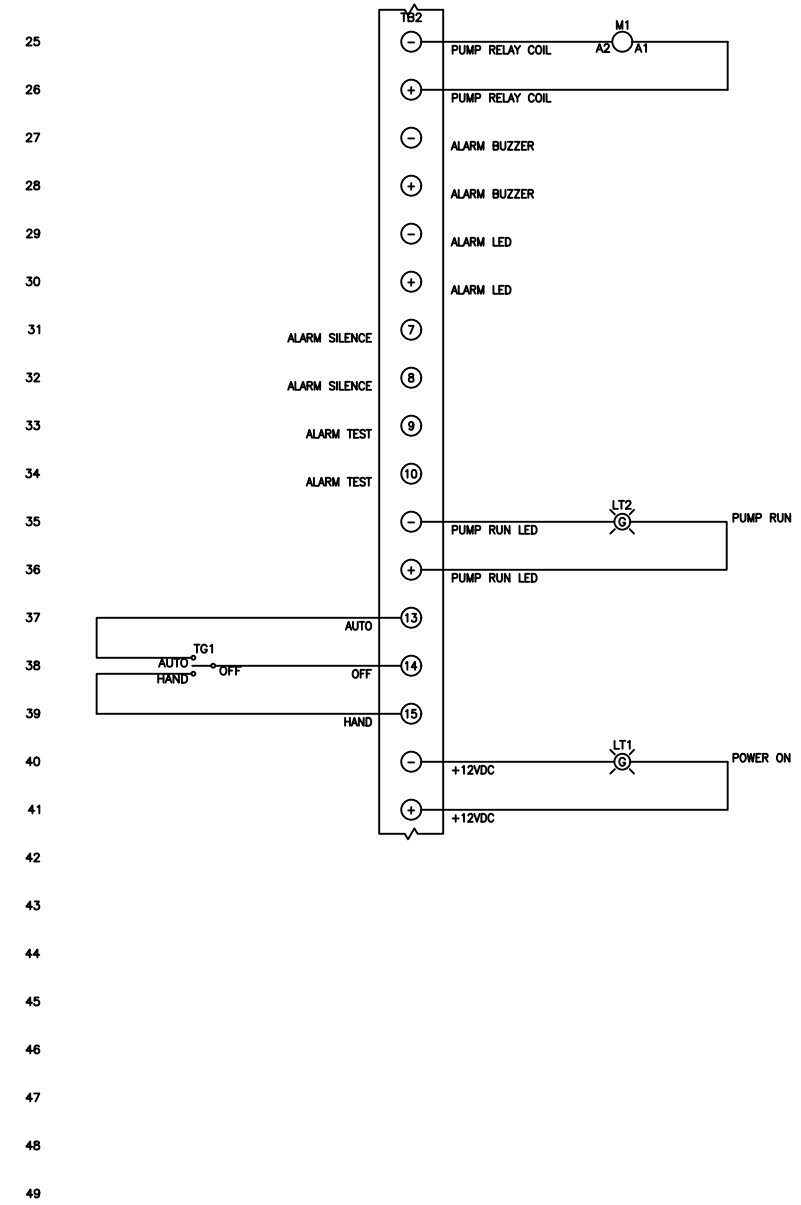 TB2
25 - M1
PUMP RELAY COIL A2 A1
26 +
PUMP RELAY COIL
27 -
ALARM BUZZER
28 +
ALARM BUZZER
29 -
ALARM LED
30 +
ALARM LED
31 7
ALARM SILENCE
32 8
ALARM SILENCE
33 9
ALARM TEST
34 10
ALARM TEST
LT2
35 - G PUMP RUN
PUMP RUN LED
36 +
PUMP RUN LED
37 13
AUTO
TG1
38 AUTO OFF 14
HAND OFF
39 15
HAND
LT1
40 - G POWER ON
+12VDC
41 +
+12VDC
42
43
44
45
46
47
48
49